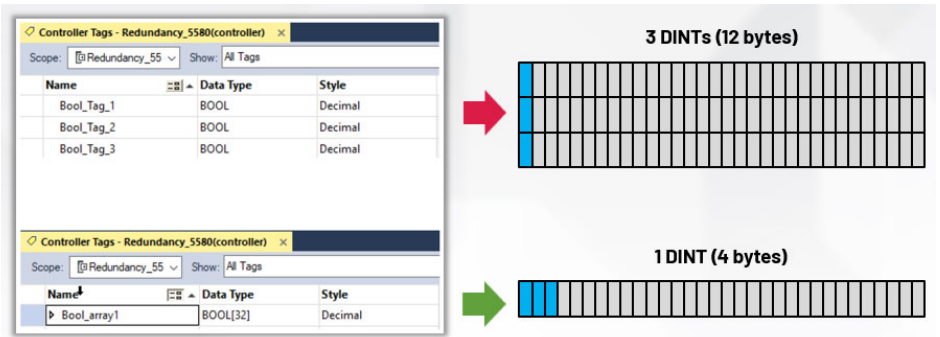 Controller Tags - Redundancy_5580(controller) ×
Scope: Redundancy_55 Show: All Tags
Name Data Type Style
Bool_Tag_1 BOOL Decimal
Bool_Tag_2 BOOL Decimal
Bool_Tag_3 BOOL Decimal
3 DINTs (12 bytes)
Controller Tags - Redundancy_5580(controller) ×
Scope: Redundancy_55 Show: All Tags
Name Data Type Style
Bool_array1 BOOL[32] Decimal
1 DINT (4 bytes)